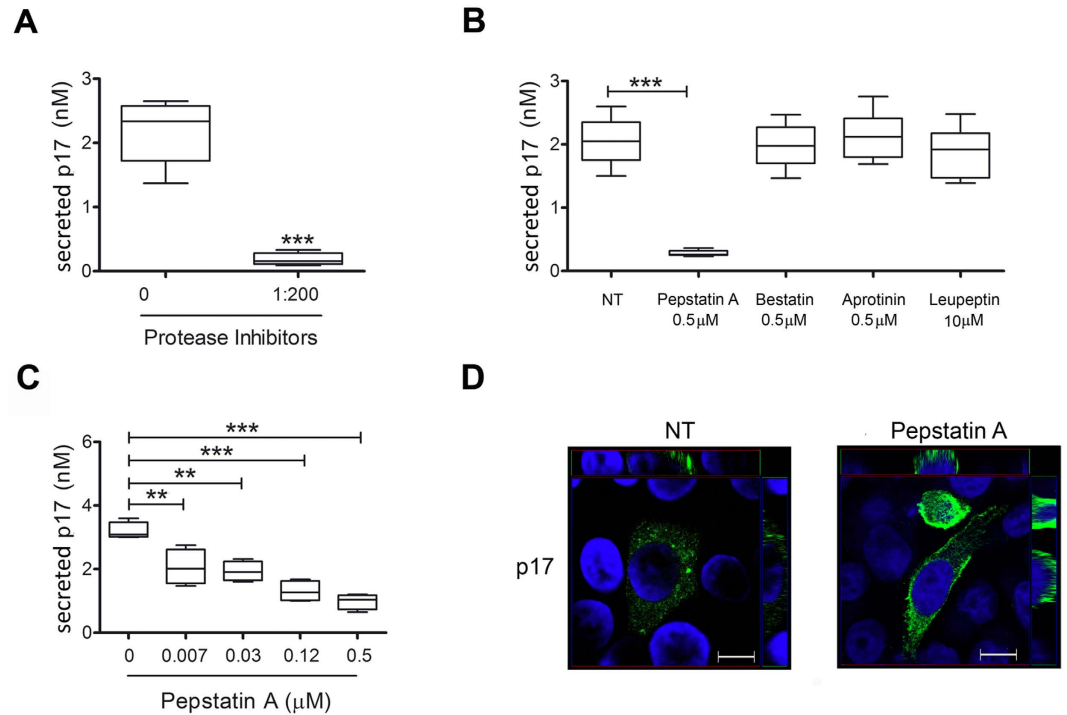 A
secreted p17 (nM)
3
2
1
0
***
0 1:200
Protease Inhibitors
B
secreted p17 (nM)
3
2
1
0
***
NT Pepstatin A Bestatin Aprotinin Leupeptin
0.5μM 0.5μM 0.5μM 10μM
C
secreted p17 (nM)
6
4
2
0
***
***
**
**
0 0.007 0.03 0.12 0.5
Pepstatin A (μM)
D
NT Pepstatin A
p17